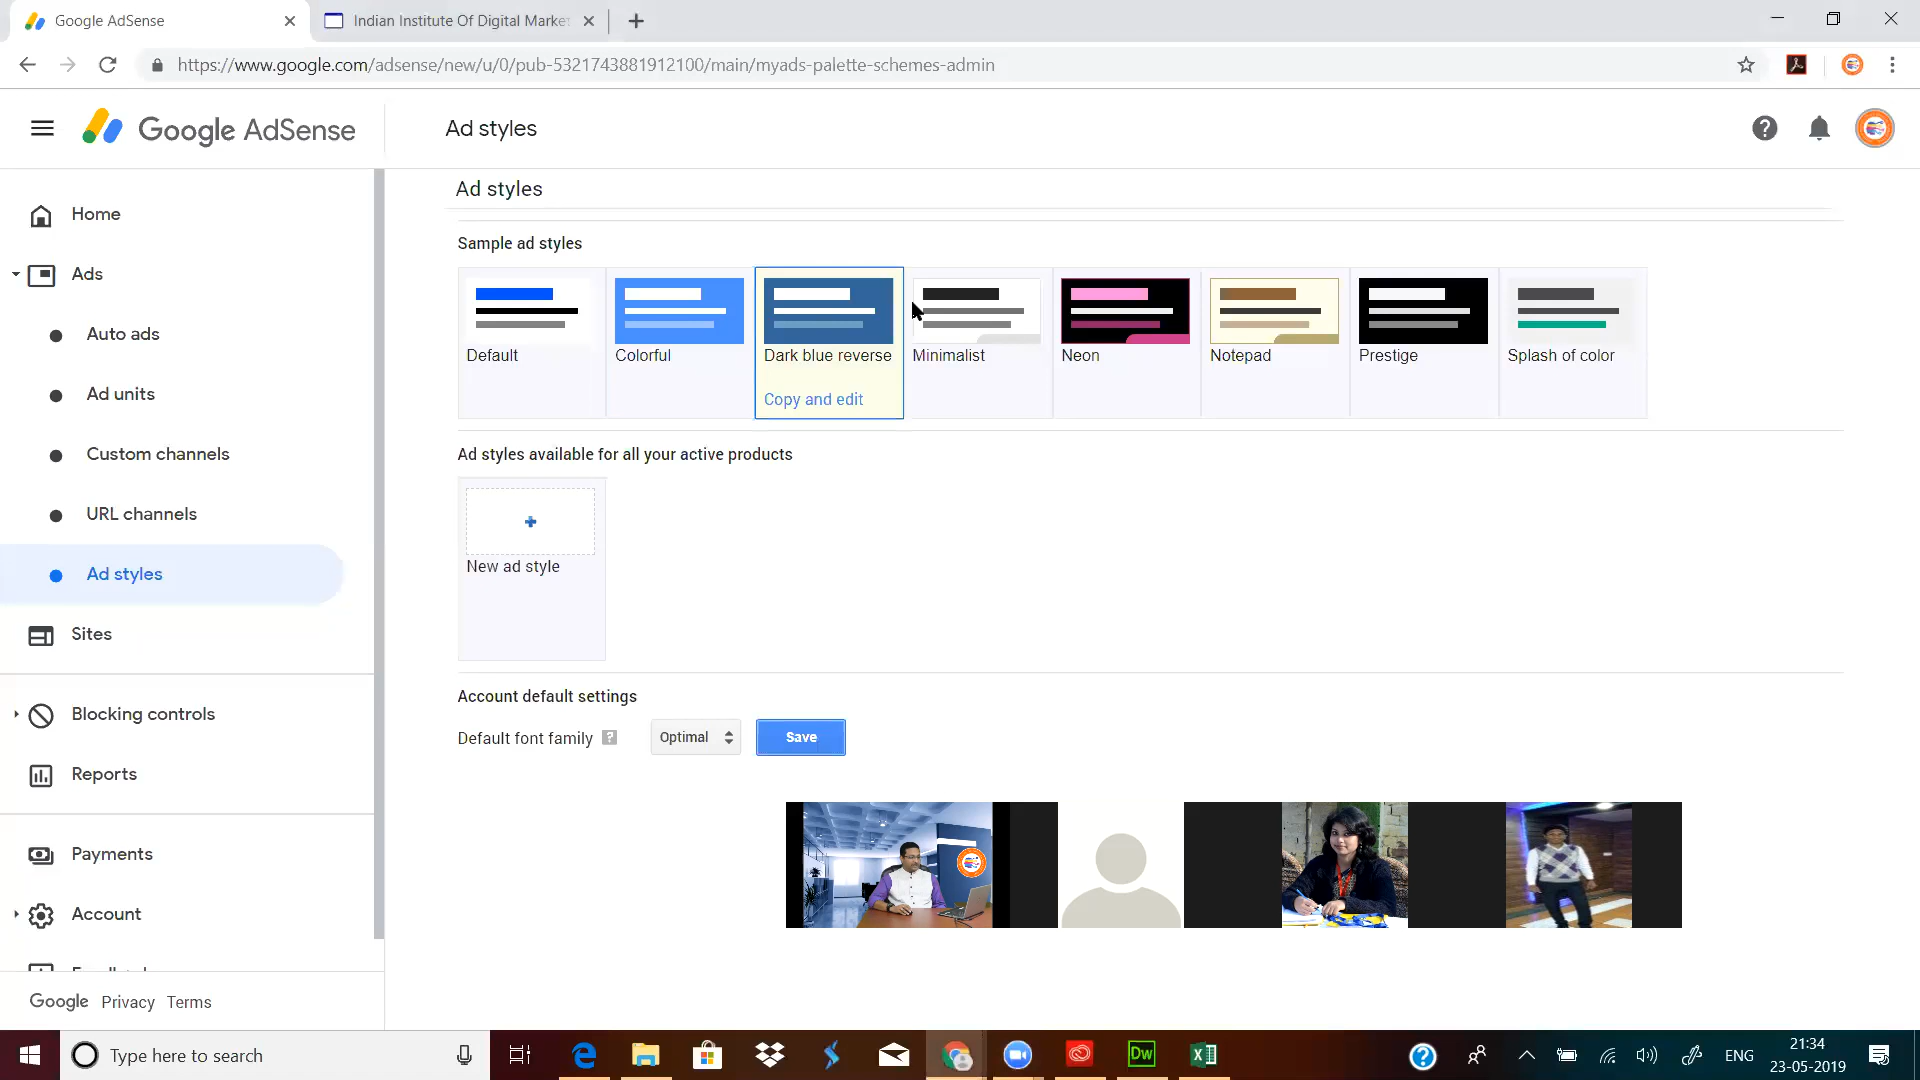 Google AdSense
Indian Institute Of Digital Marke
https://www.google.com/adsense/new/u/0/pub-5321743881912100/main/myads-palette-schemes-admin
Google AdSense
Ad styles
Home
Ads
Auto ads
Ad units
Custom channels
URL channels
Ad styles
Sites
Blocking controls
Reports
Payments
Account
Google Privacy Terms
Ad styles
Sample ad styles
Default
Colorful
Dark blue reverse
Copy and edit
Minimalist
Neon
Notepad
Prestige
Splash of color
Ad styles available for all your active products
New ad style
Account default settings
Default font family ? Optimal Save
Type here to search
Dw
ENG
21:34
23-05-2019